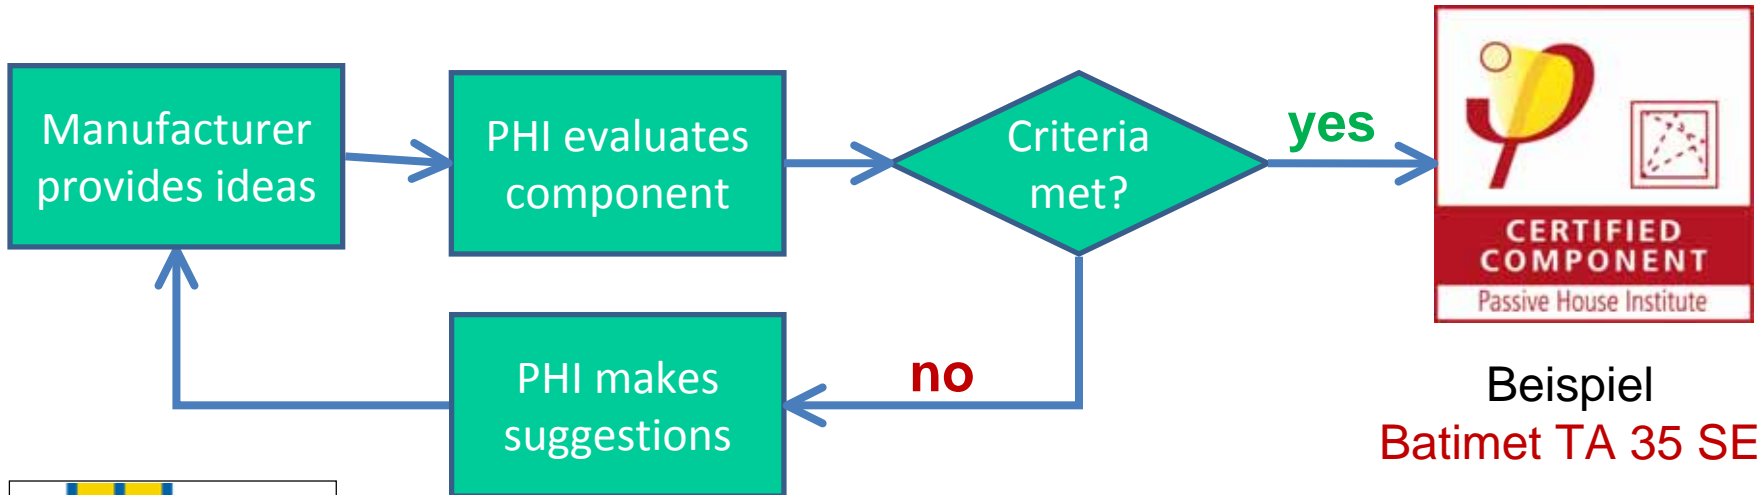 Manufacturer
provides ideas
PHI evaluates
component
Criteria
met?
yes
CERTIFIED
COMPONENT
Passive House Institute
PHI makes
suggestions
no
Beispiel
Batimet TA 35 SE